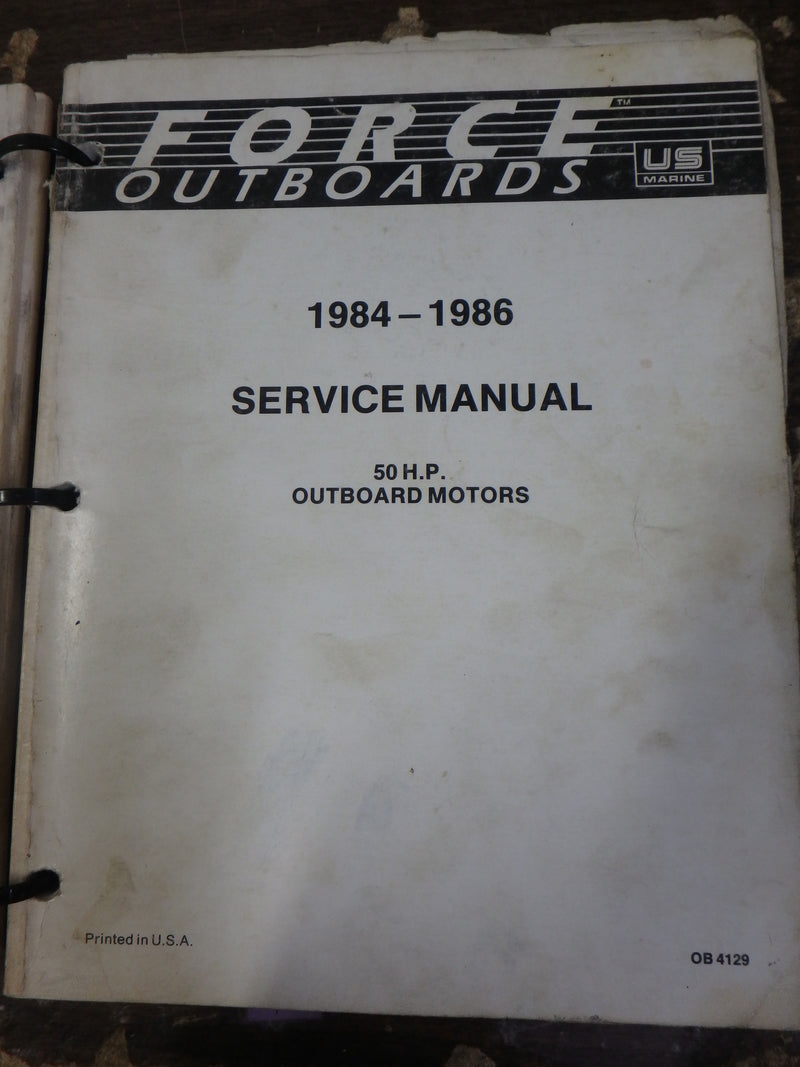 FORCE™
OUTBOARDS
US
MARINE
1984 – 1986
SERVICE MANUAL
50 H.P.
OUTBOARD MOTORS
Printed in U.S.A.
OB 4129